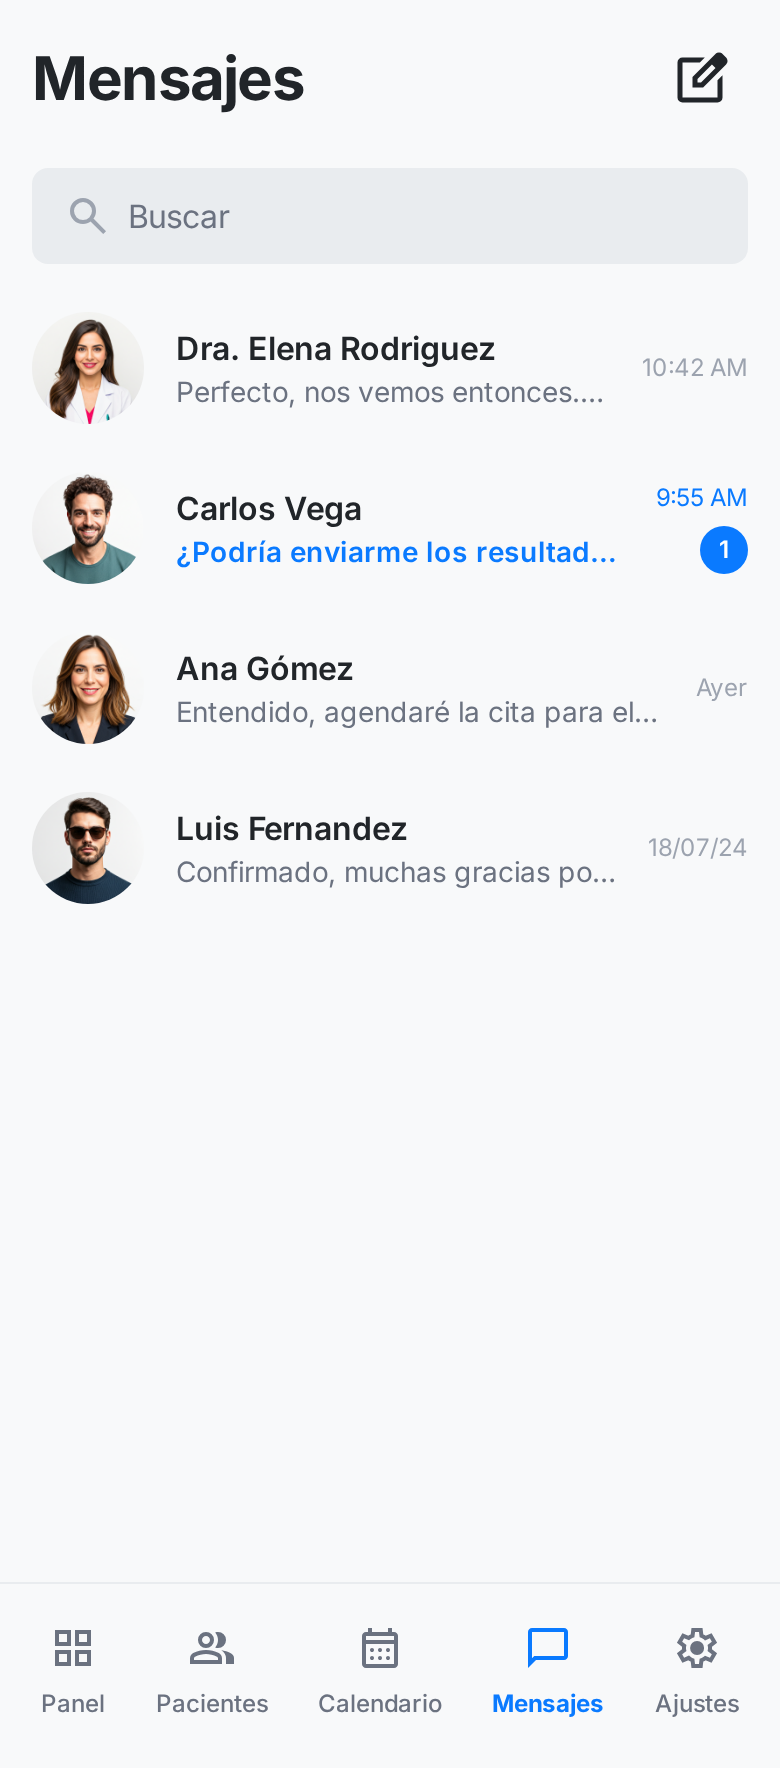 Mensajes
Buscar
Dra. Elena Rodriguez
10:42 AM
Perfecto, nos vemos entonces....
Carlos Vega
9:55 AM
¿Podría enviarme los resultad...
1
Ana Gómez
Ayer
Entendido, agendaré la cita para el...
Luis Fernandez
18/07/24
Confirmado, muchas gracias po...
Panel
Pacientes
Calendario
Mensajes
Ajustes